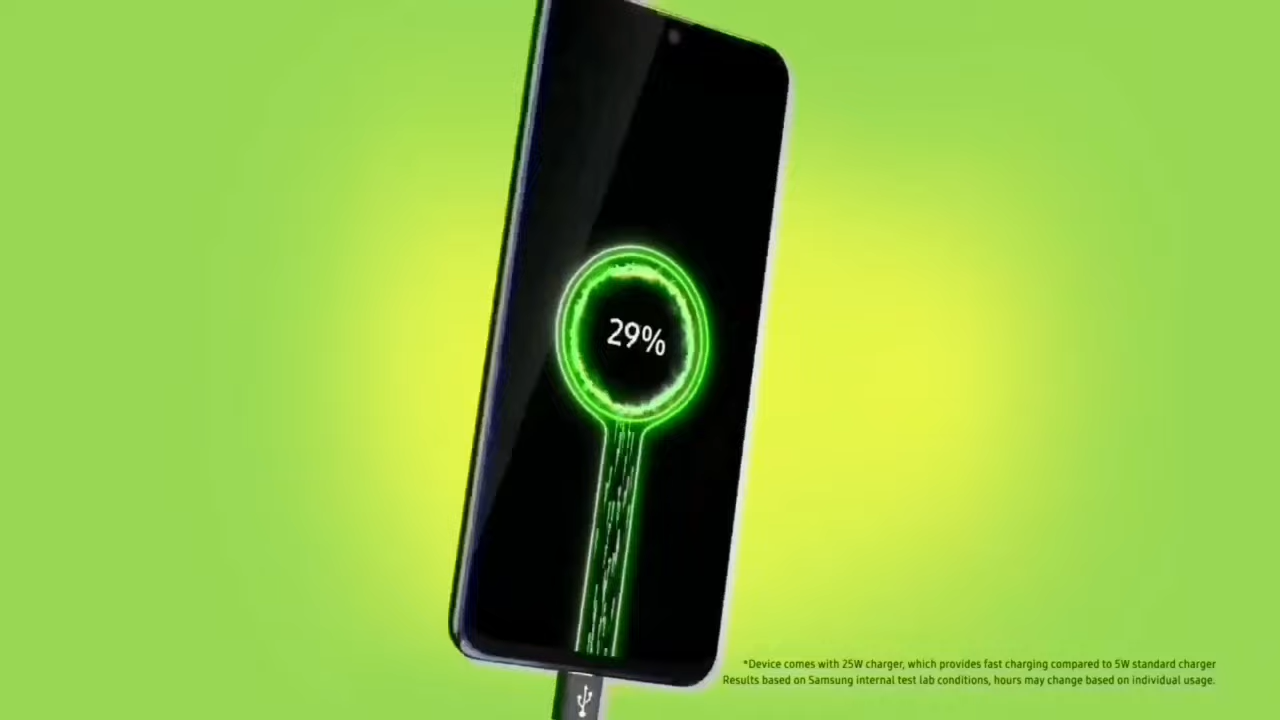 29%
*Device comes with 25W charger, which provides fast charging compared to 5W standard charger
Results based on Samsung internal test lab conditions, hours may change based on individual usage.